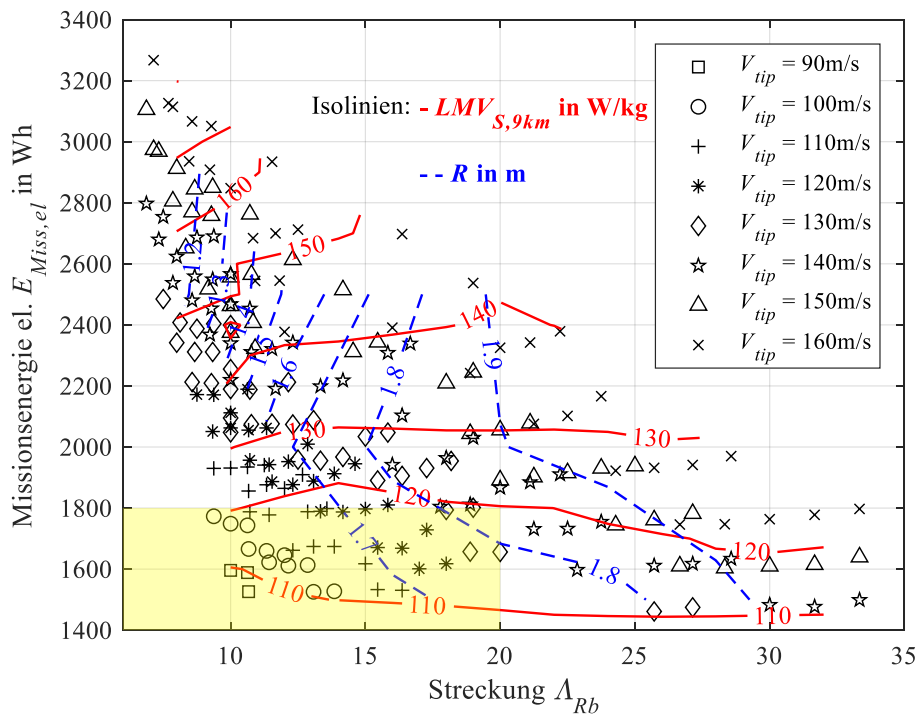 3400
3200
3000
2800
2600
2400
2200
2000
1800
1600
1400
Missionsenergie el. E_Miss,el in Wh
10
15
20
25
30
35
Streckung Λ_Rb
Isolinien: - LMV_S,9km in W/kg
-- R in m
V_tip = 90m/s
V_tip = 100m/s
V_tip = 110m/s
V_tip = 120m/s
V_tip = 130m/s
V_tip = 140m/s
V_tip = 150m/s
V_tip = 160m/s
160
150
140
130
130
120
120
110
110
110
1.6
1.8
1.9
1.7
1.8